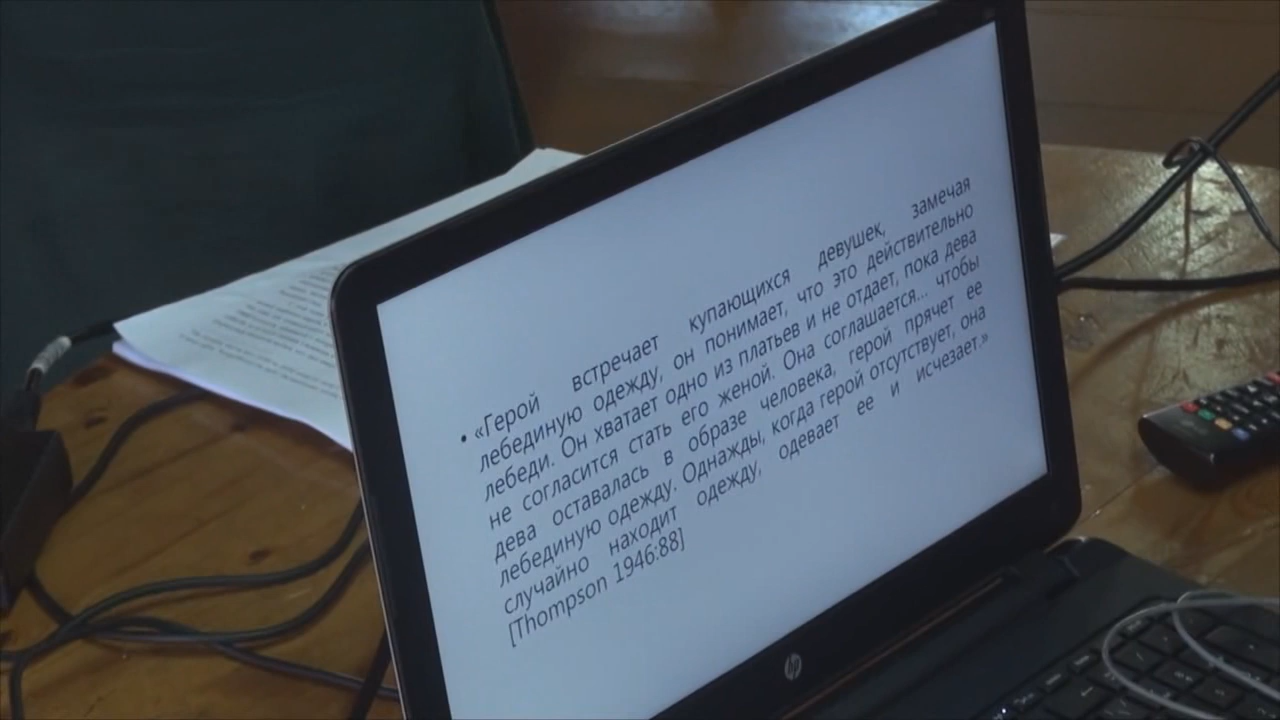 • «Герой встречает купающихся девушек, замечая
лебединую одежду, он понимает, что это действительно
лебеди. Он хватает одно из платьев и не отдает, пока дева
не согласится стать его женой. Она соглашается... чтобы
дева оставалась в образе человека, герой прячет ее
лебединую одежду. Однажды, когда герой отсутствует, она
случайно находит одежду, одевает ее и исчезает.»
[Thompson 1946:88]
hp